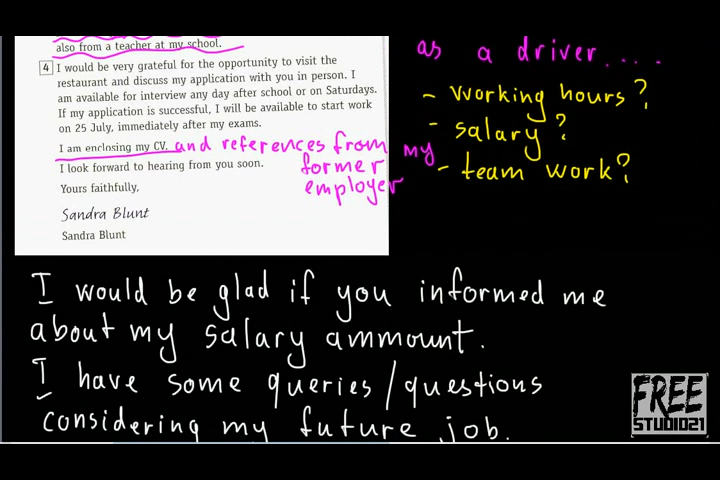 also from a teacher at my school.
4 I would be very grateful for the opportunity to visit the
restaurant and discuss my application with you in person. I
am available for interview any day after school or on Saturdays.
If my application is successful, I will be available to start work
on 25 July, immediately after my exams.
I am enclosing my CV. and references from my
former
employer
I look forward to hearing from you soon.
Yours faithfully,
Sandra Blunt
Sandra Blunt
as a driver.....
- Working hours?
- salary?
- team work?
I would be glad if you informed me
about my salary ammount.
I have some queries/questions
considering my future job.
FREE
STUDIO21